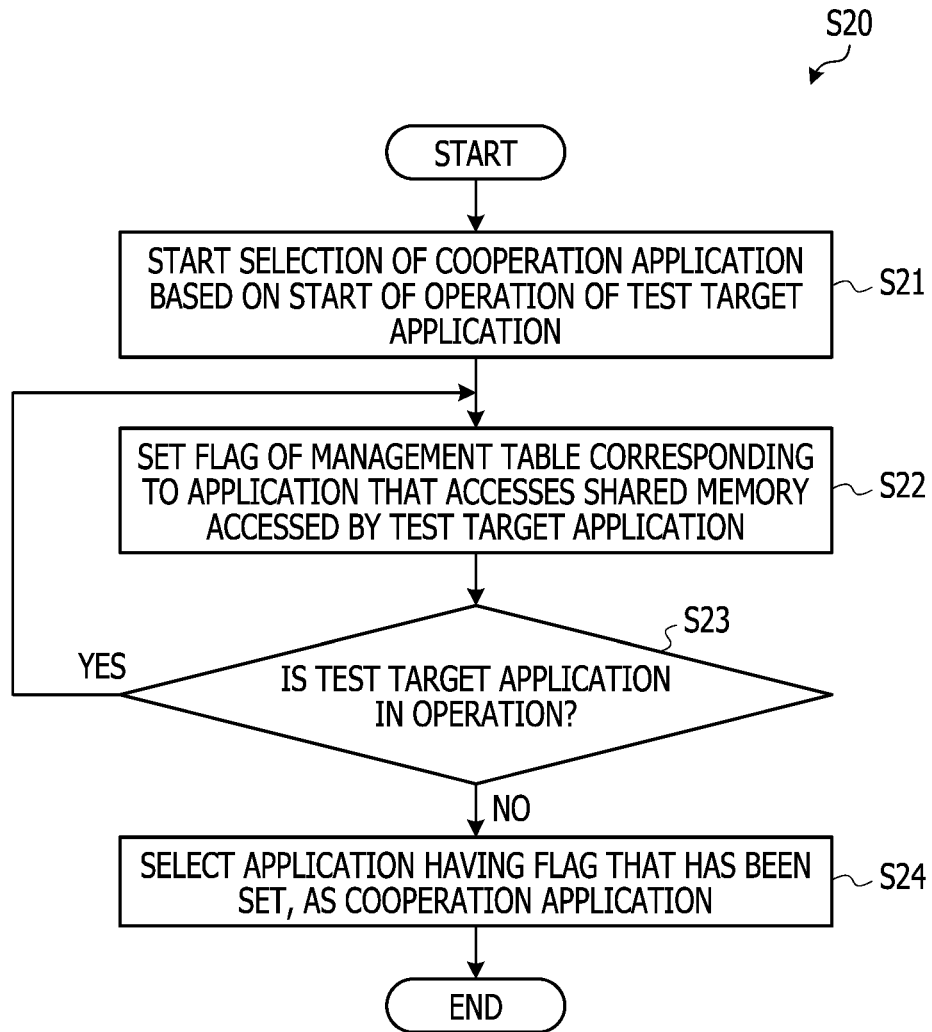 S20
START
START SELECTION OF COOPERATION APPLICATION
BASED ON START OF OPERATION OF TEST TARGET
APPLICATION
S21
SET FLAG OF MANAGEMENT TABLE CORRESPONDING
TO APPLICATION THAT ACCESSES SHARED MEMORY
ACCESSED BY TEST TARGET APPLICATION
S22
S23
YES
IS TEST TARGET APPLICATION
IN OPERATION?
NO
SELECT APPLICATION HAVING FLAG THAT HAS BEEN
SET, AS COOPERATION APPLICATION
S24
END